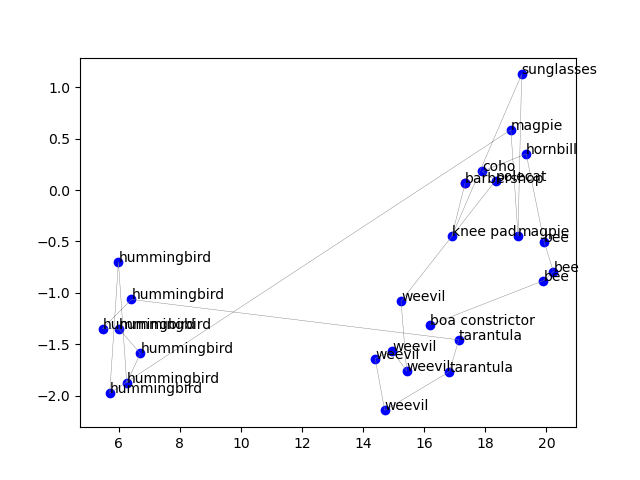 sunglasses
1.0
magpie
0.5
hornbill
coho
polecat
barbershop
0.0
knee pad
magpie
bee
−0.5
hummingbird
bee
bee
hummingbird
weevil
−1.0
boa constrictor
hummingbird
hummingbird
tarantula
hummingbird
weevil
−1.5
weevil
weevil
tarantula
hummingbird
hummingbird
weevil
−2.0
6
8
10
12
14
16
18
20